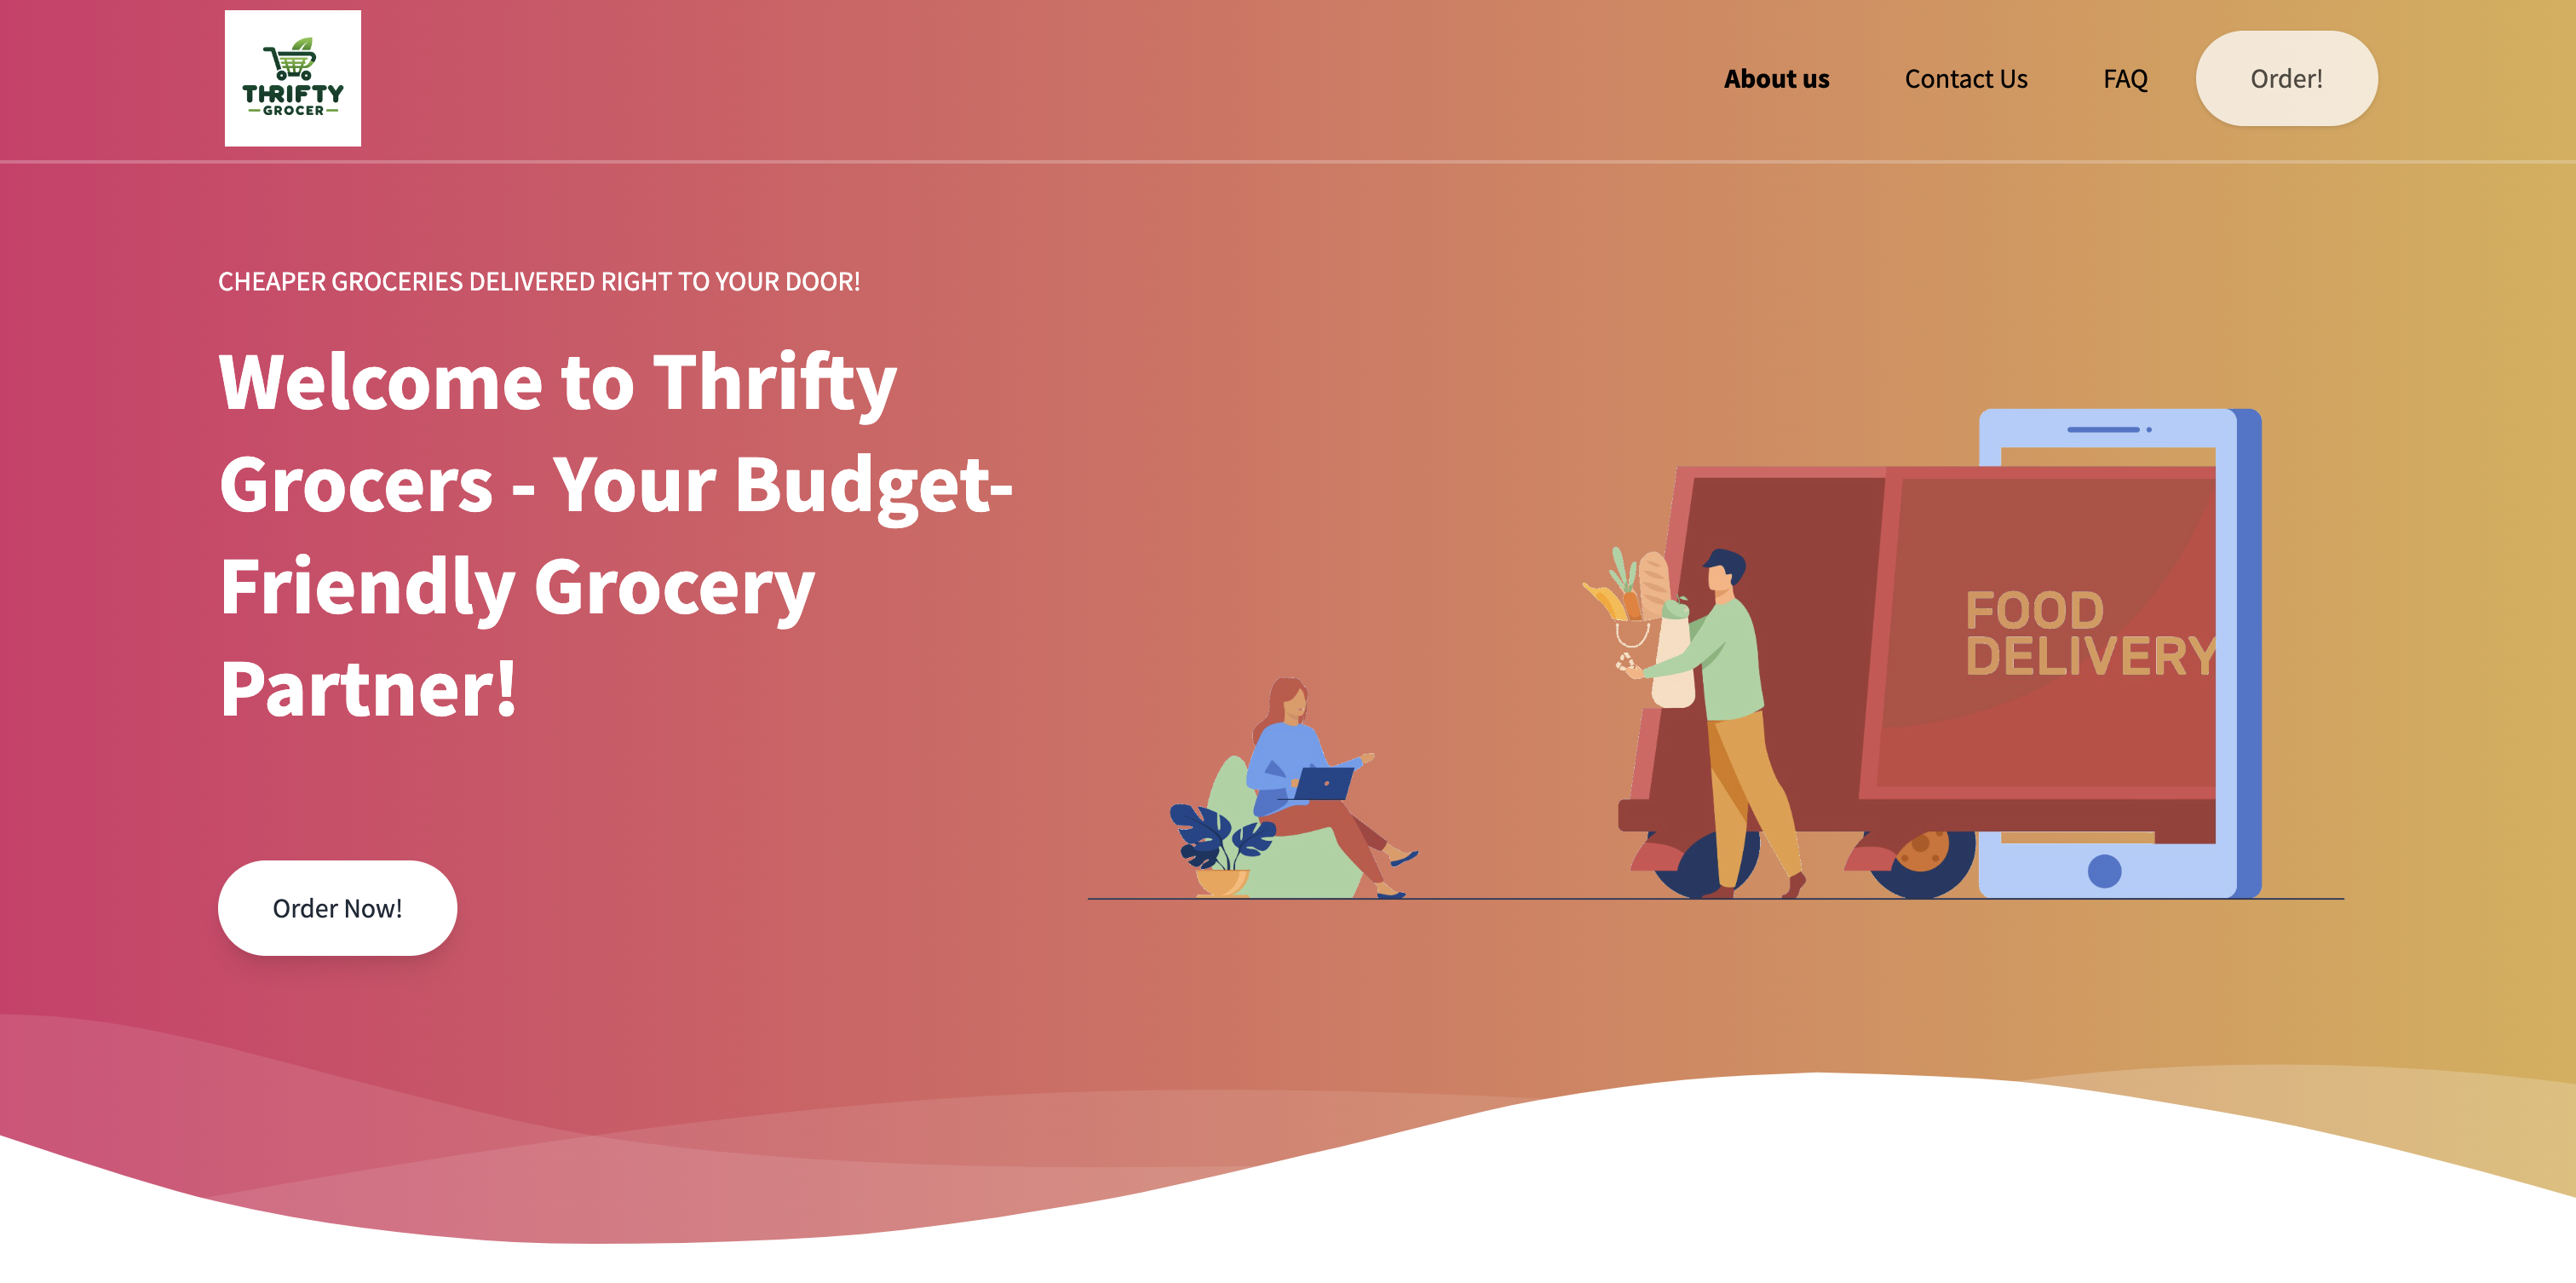 THRIFTY
GROCER
About us
Contact Us
FAQ
Order!
CHEAPER GROCERIES DELIVERED RIGHT TO YOUR DOOR!
Welcome to Thrifty
Grocers - Your Budget-
Friendly Grocery
Partner!
FOOD
DELIVERY
Order Now!